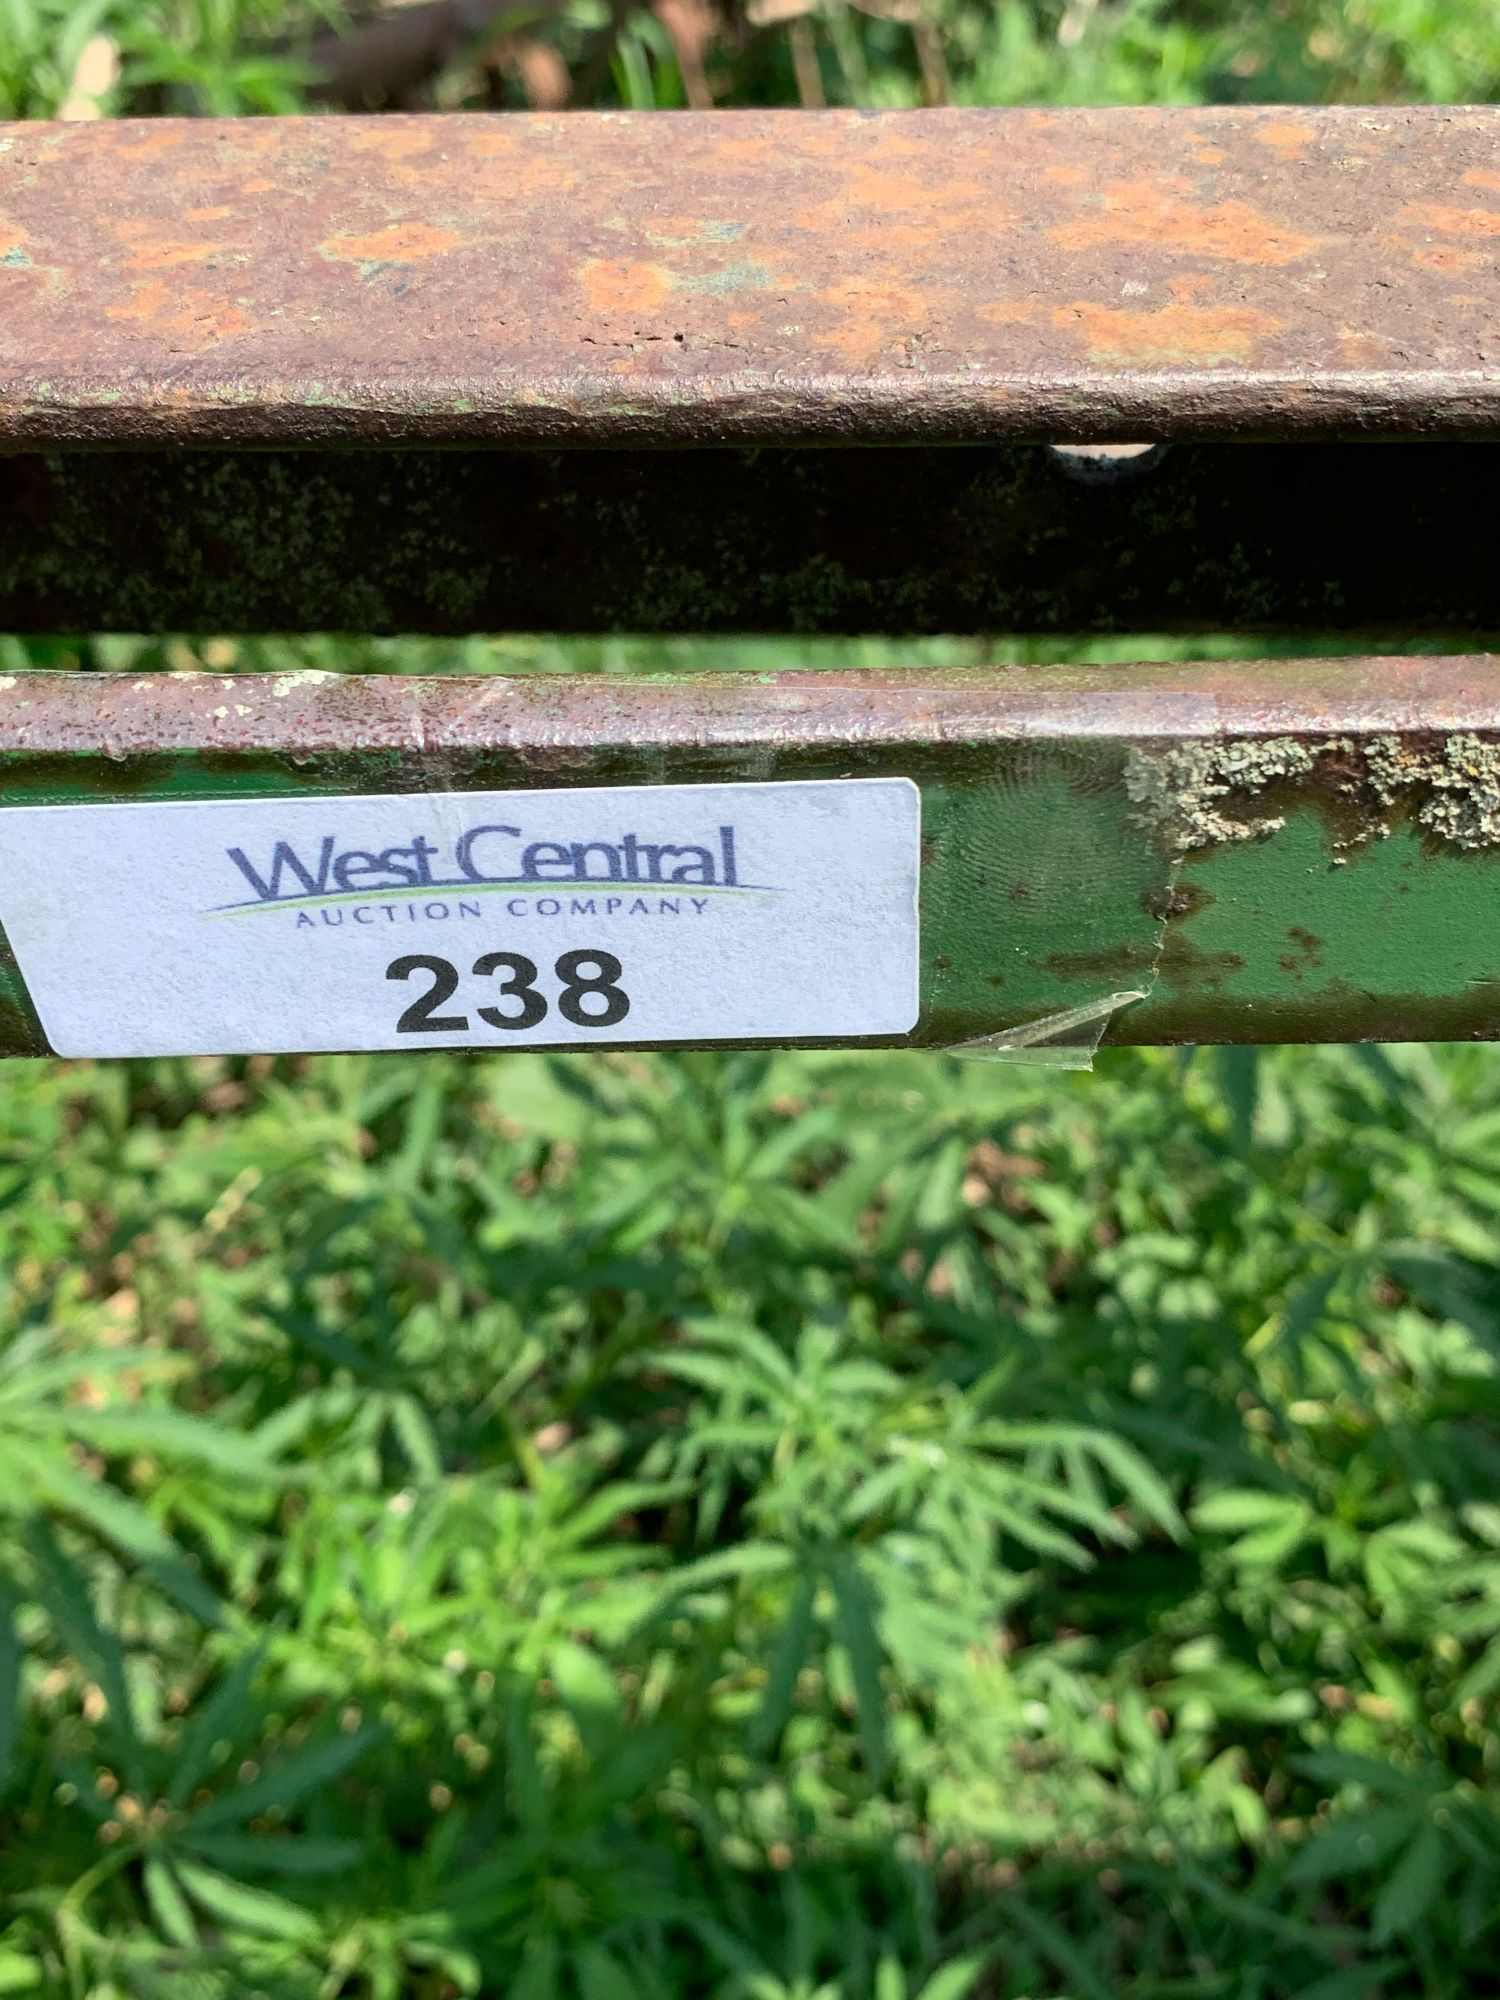 West Central
AUCTION COMPANY
238